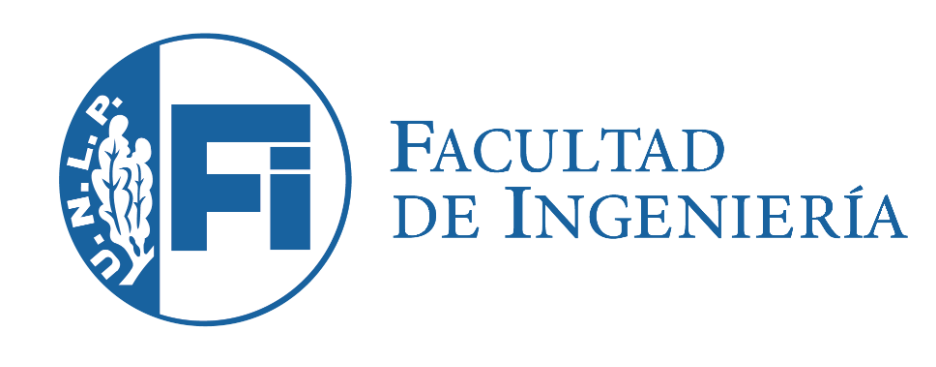 U.N.L.P.
Fi
FACULTAD
DE INGENIERÍA